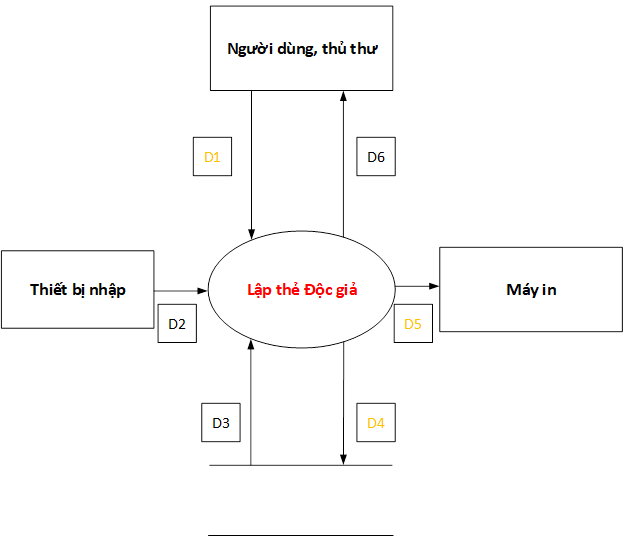 Người dùng, thủ thư
D1
D6
Thiết bị nhập
Lập thẻ Độc giả
Máy in
D2
D5
D3
D4